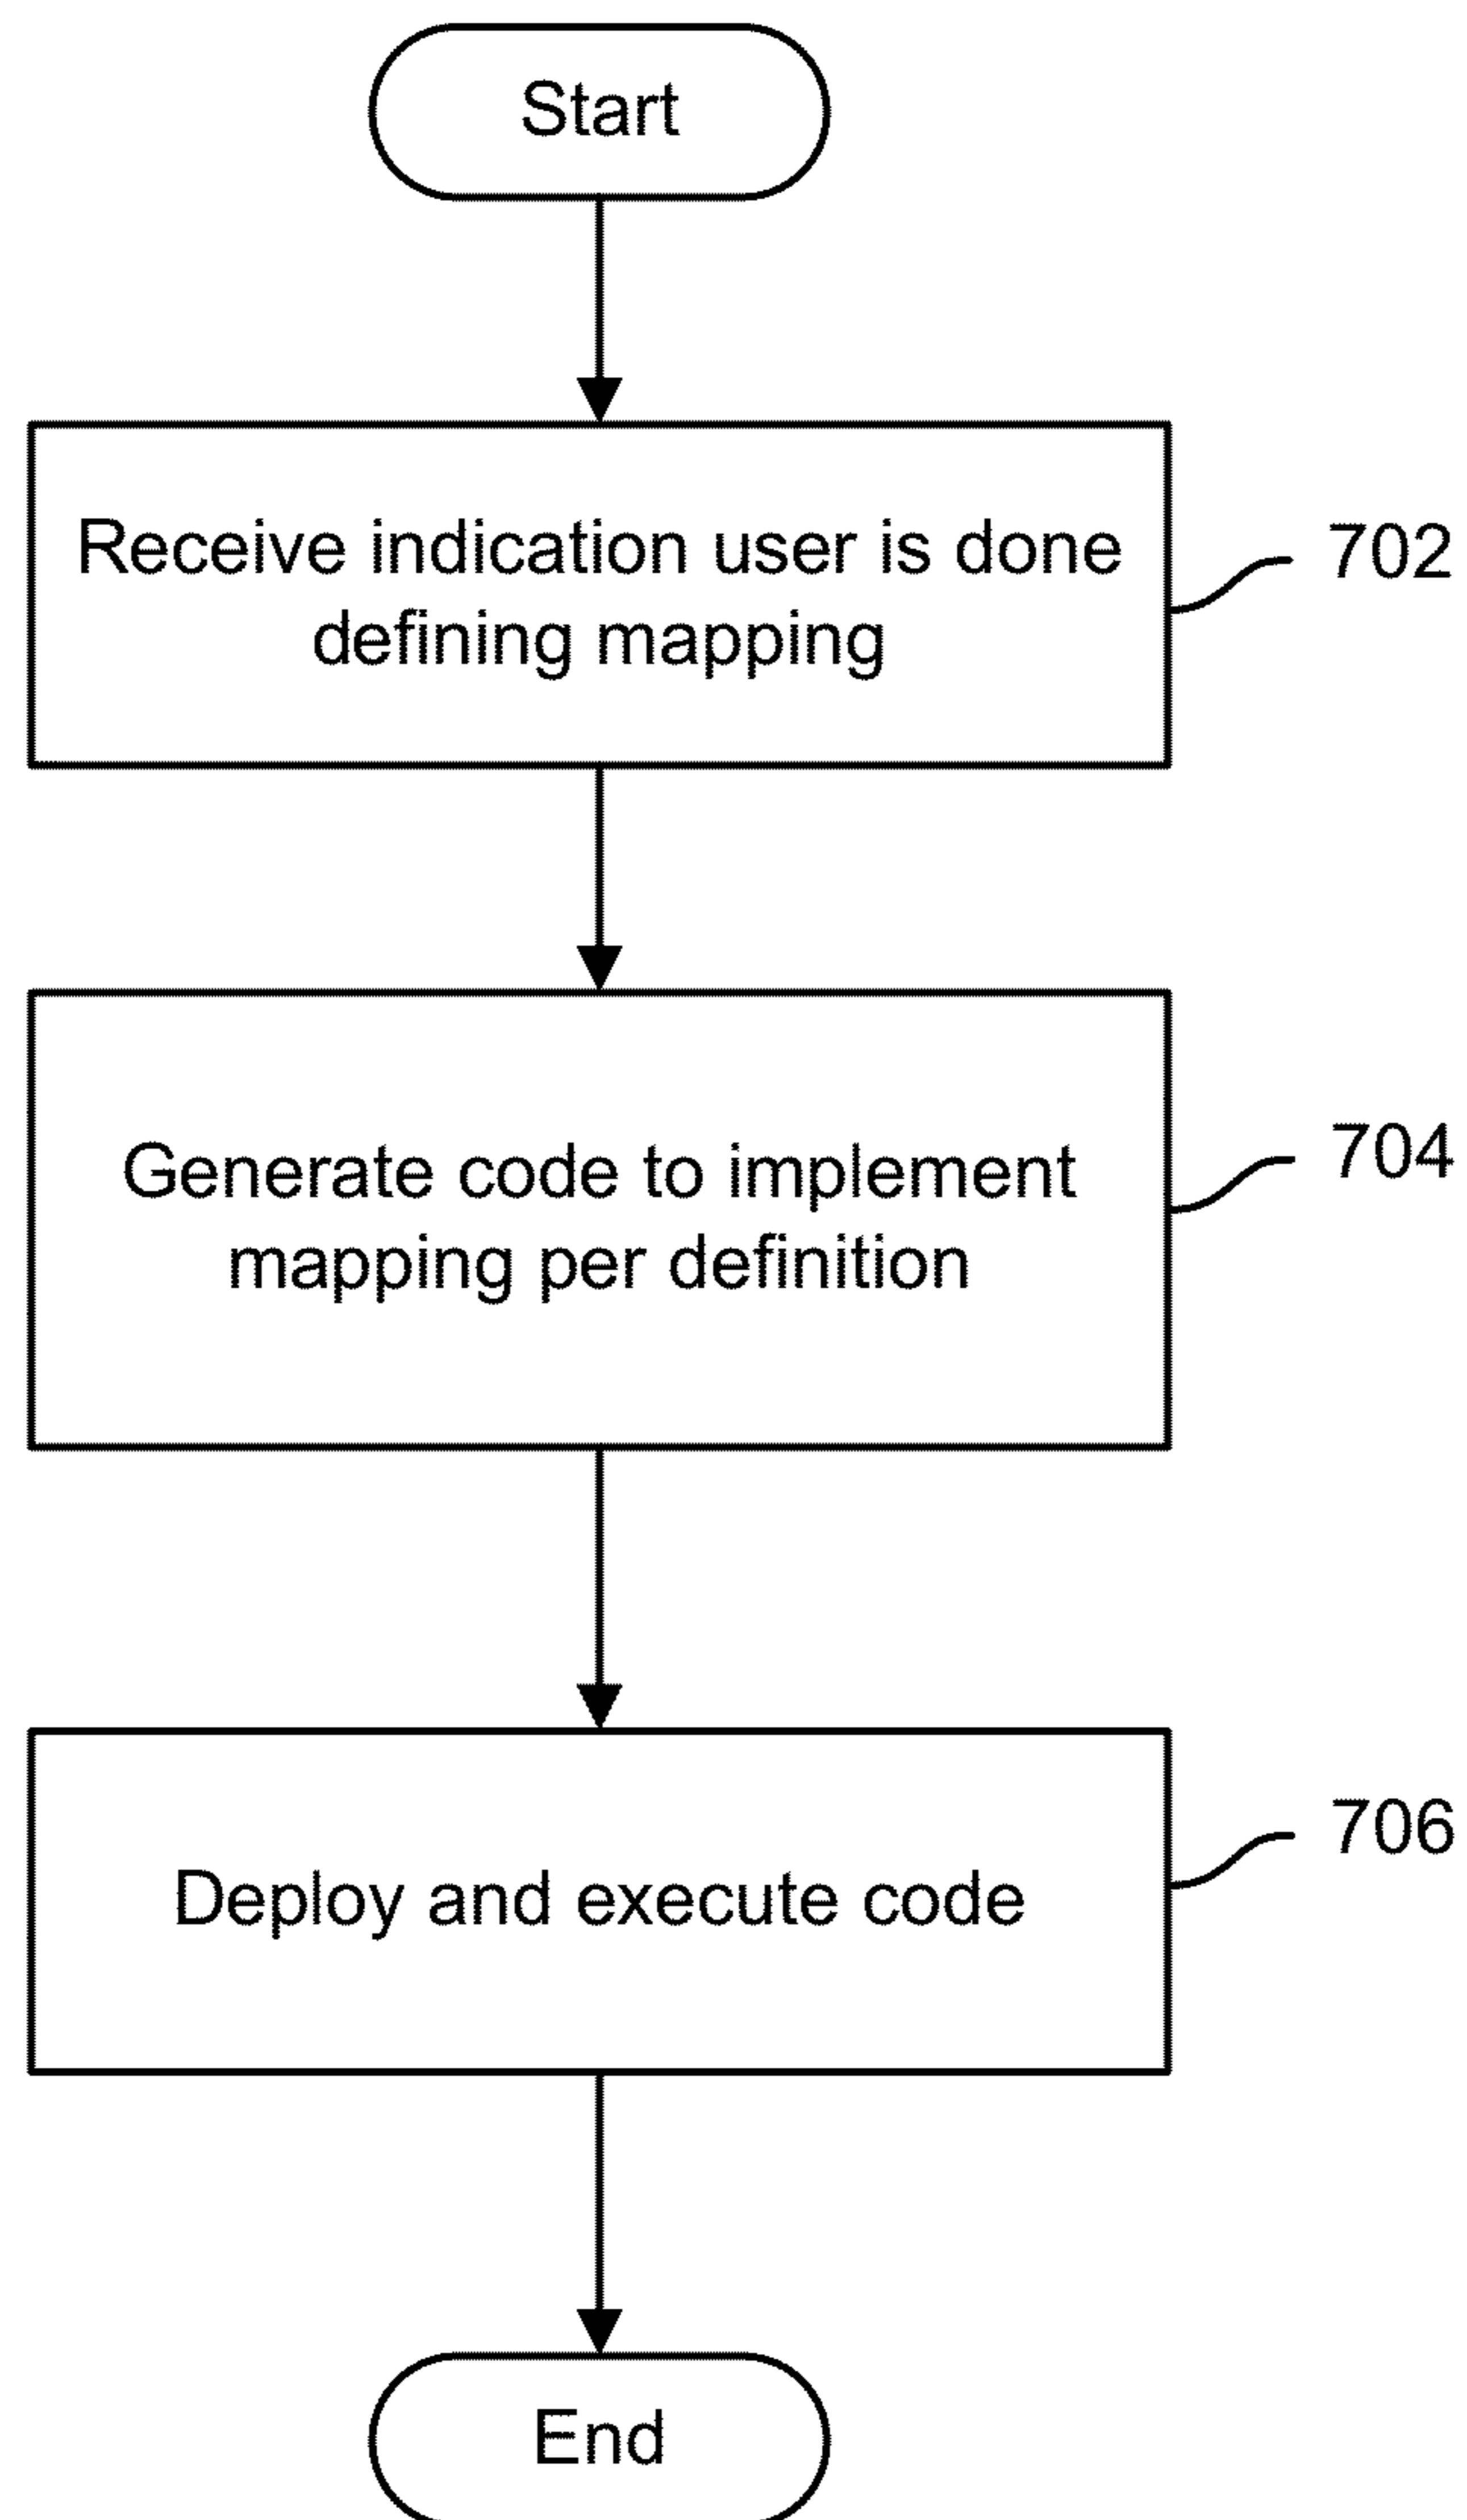 Start
Receive indication user is done
defining mapping
702
Generate code to implement
mapping per definition
704
Deploy and execute code
706
End